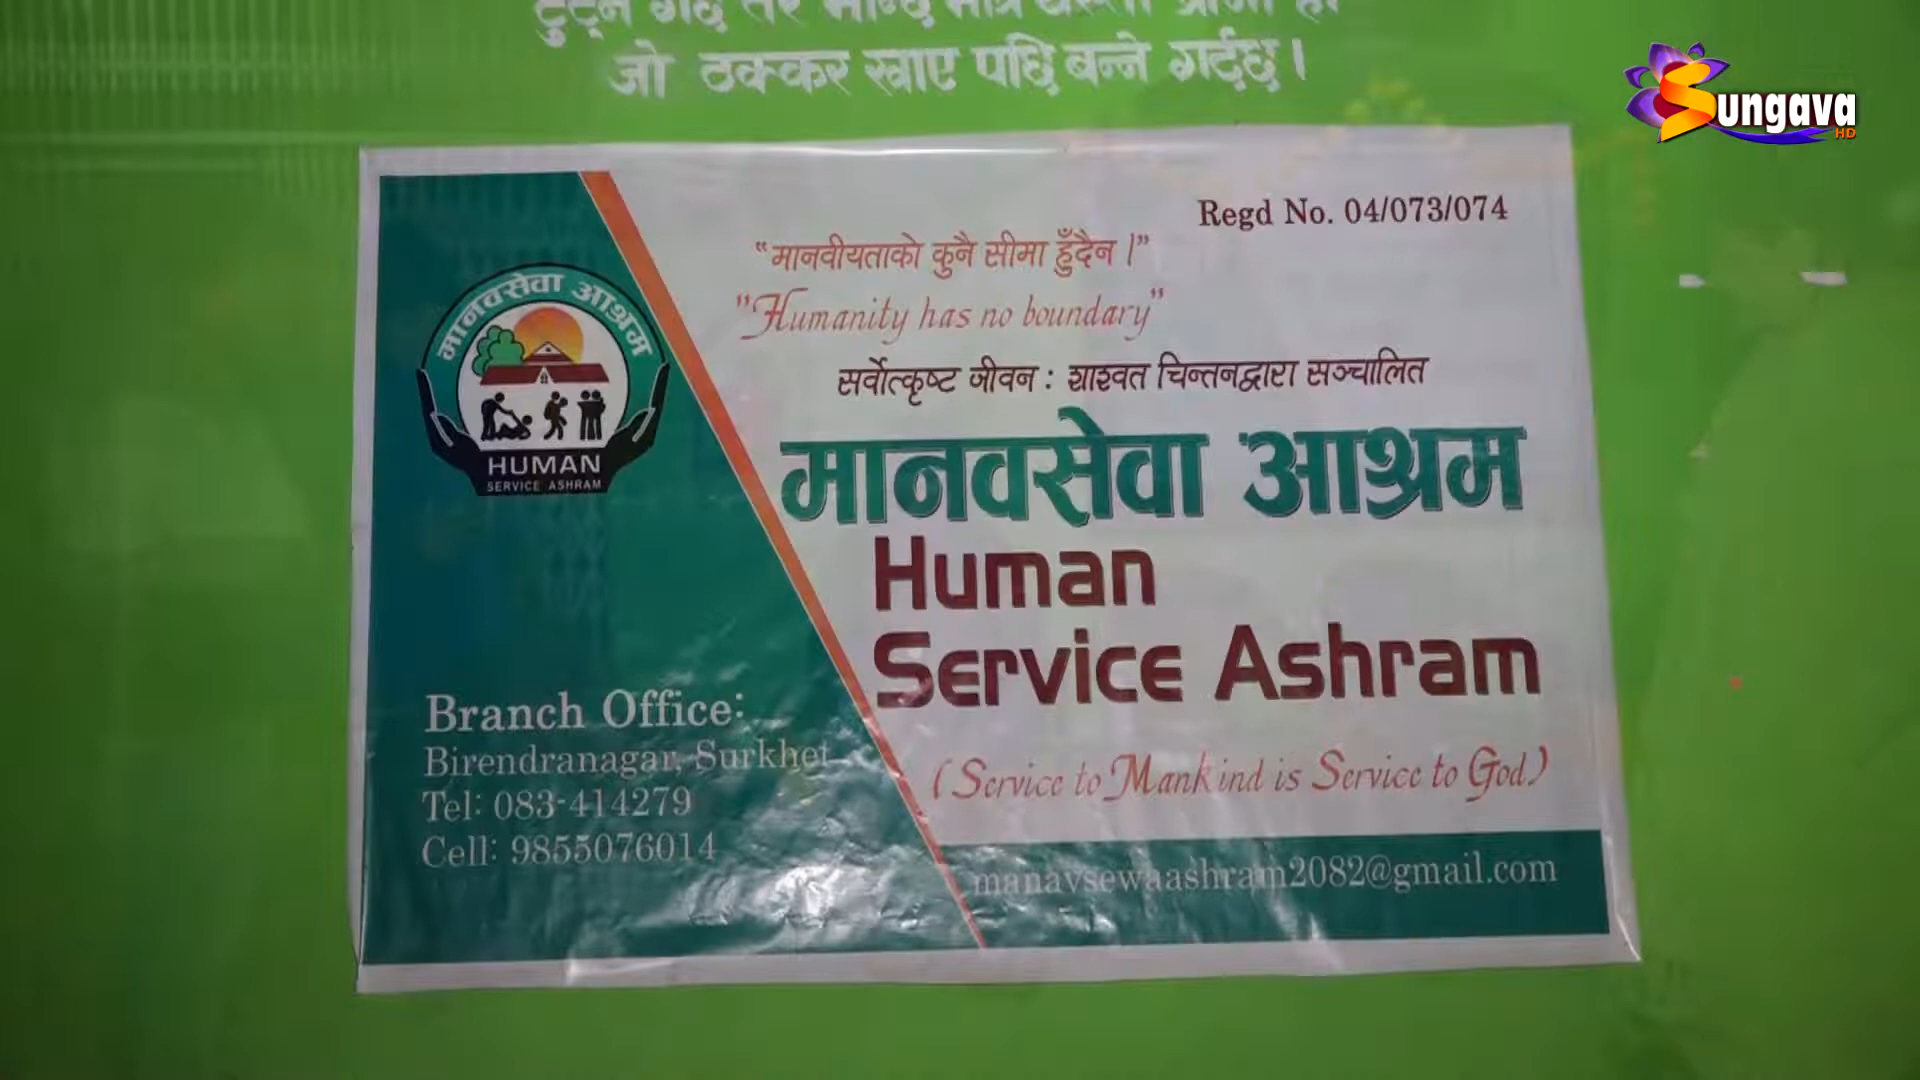 जो ठक्कर खाए पछि बन्ने गर्दछ।
Sungava
HD
Regd No. 04/073/074
“मानवीयताको कुनै सीमा हुँदैन।”
"Humanity has no boundary"
सर्वोत्कृष्ट जीवन : शाश्वत चिन्तनद्वारा सञ्चालित
मानवसेवा आश्रम
Human
Service Ashram
(Service to Mankind is Service to God)
मानवसेवा आश्रम
HUMAN
SERVICE ASHRAM
Branch Office:
Birendranagar, Surkhet
Tel: 083-414279
Cell: 9855076014
manavsewaashram2082@gmail.com